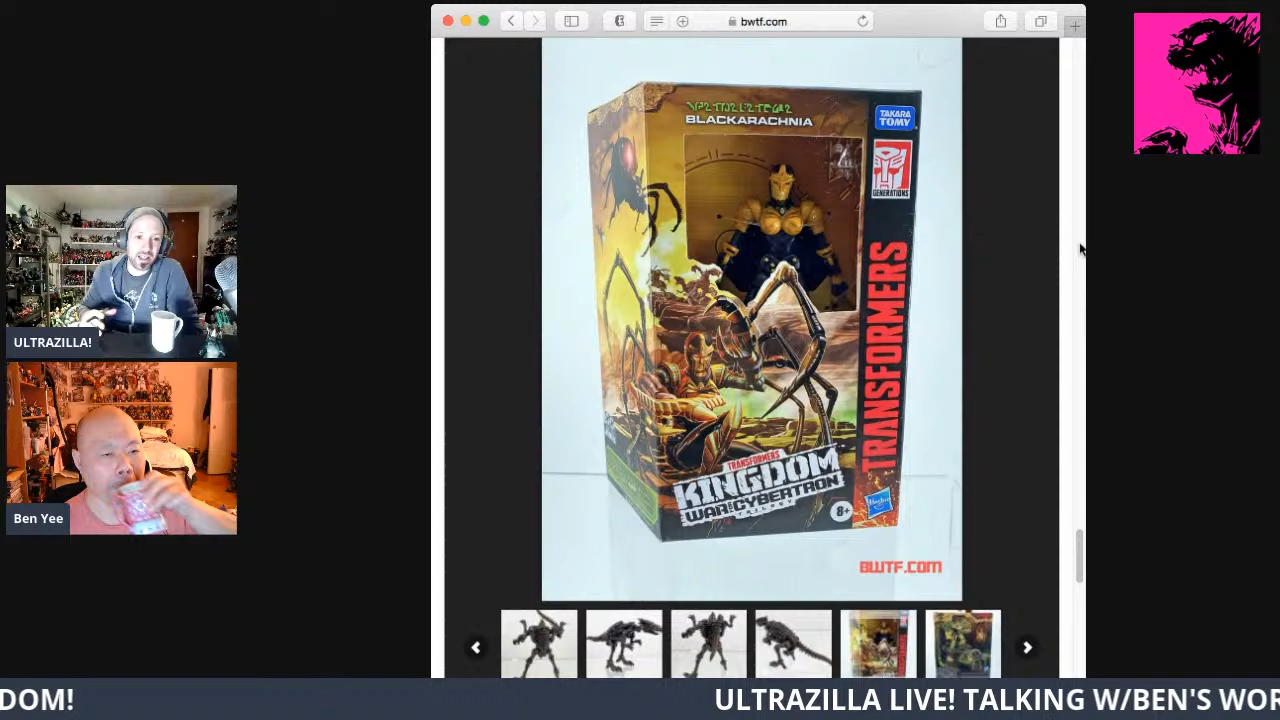 bwtf.com
BLACKARACHNIA
TAKARA
TOMY
GENERATIONS
TRANSFORMERS
TRANSFORMERS
KINGDOM
WAR FOR CYBERTRON
TRILOGY
8+
Hasbro
BWTF.COM
ULTRAZILLA!
Ben Yee
DOM!
ULTRAZILLA LIVE! TALKING W/BEN'S WOR